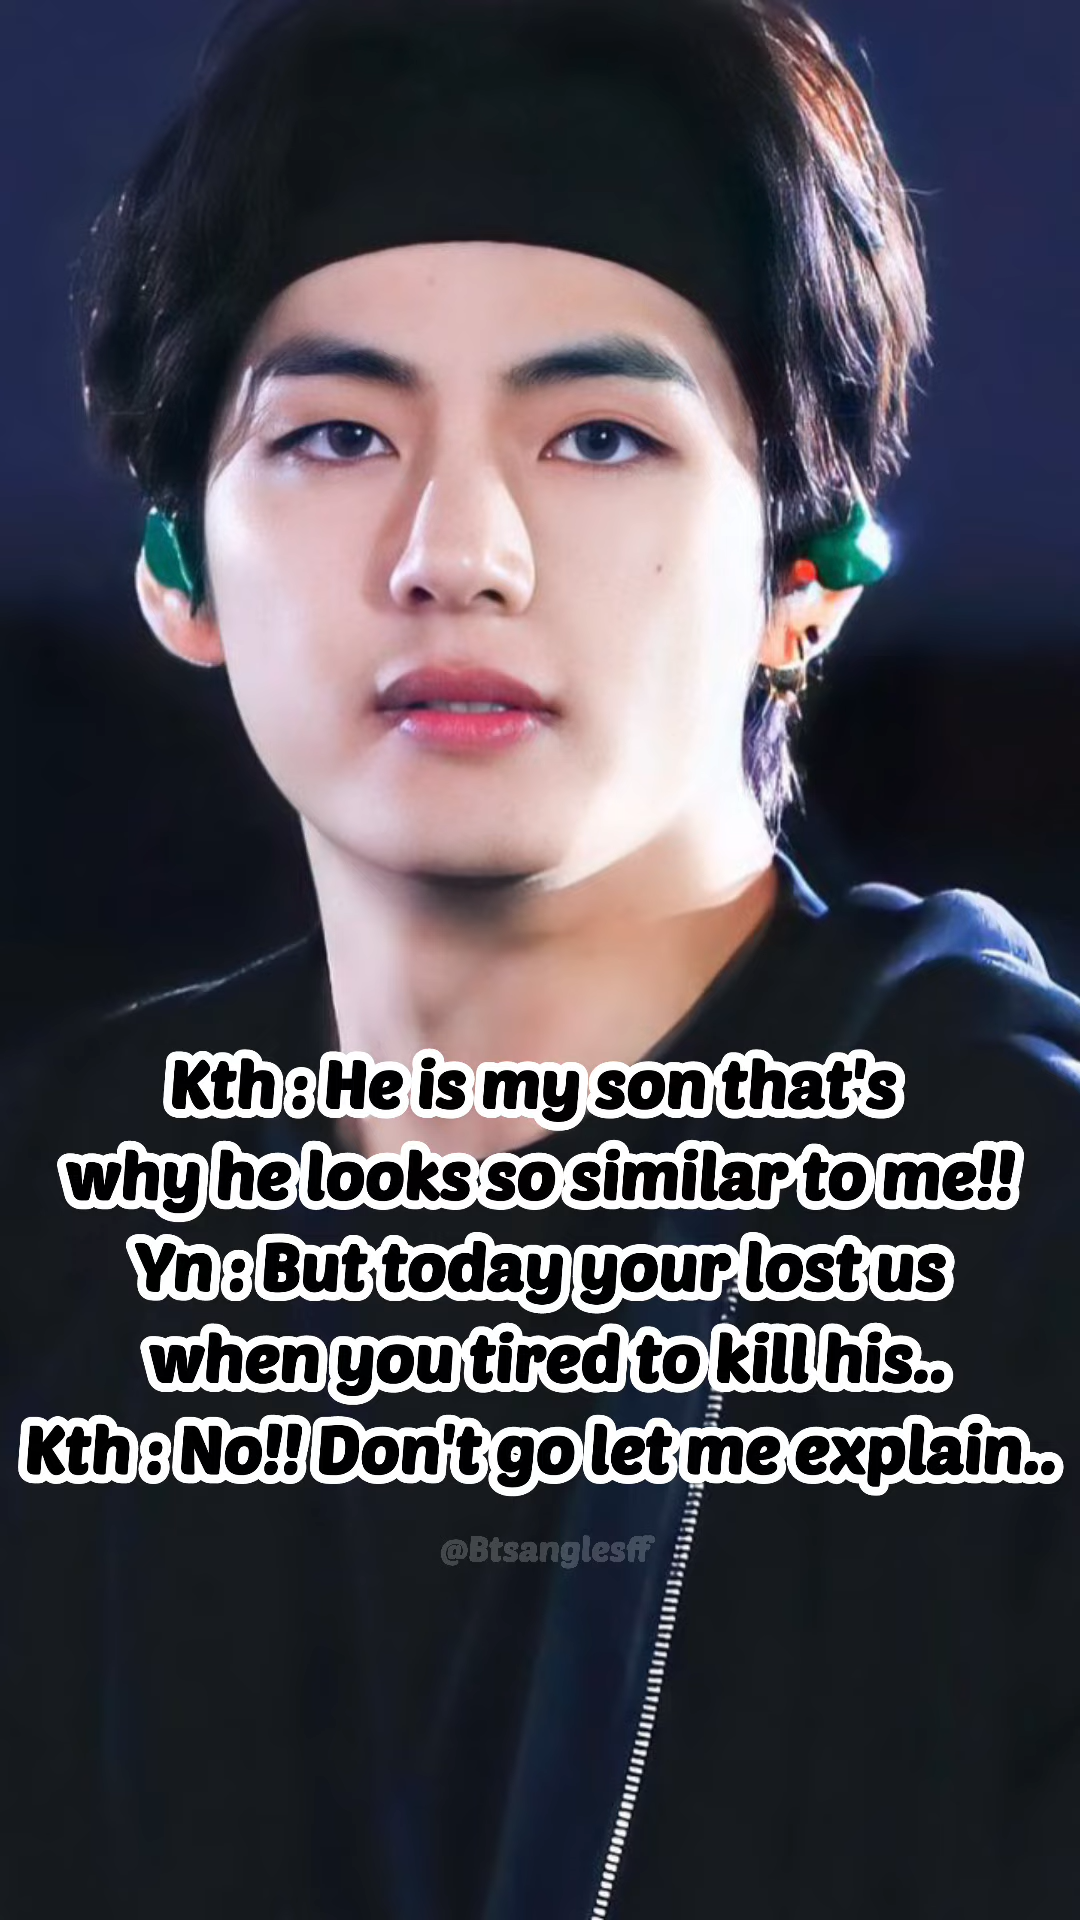 Kth : He is my son that's
why he looks so similar to me!!
Yn : But today your lost us
when you tired to kill his..
Kth : No!! Don't go let me explain..
@Btsanglesff